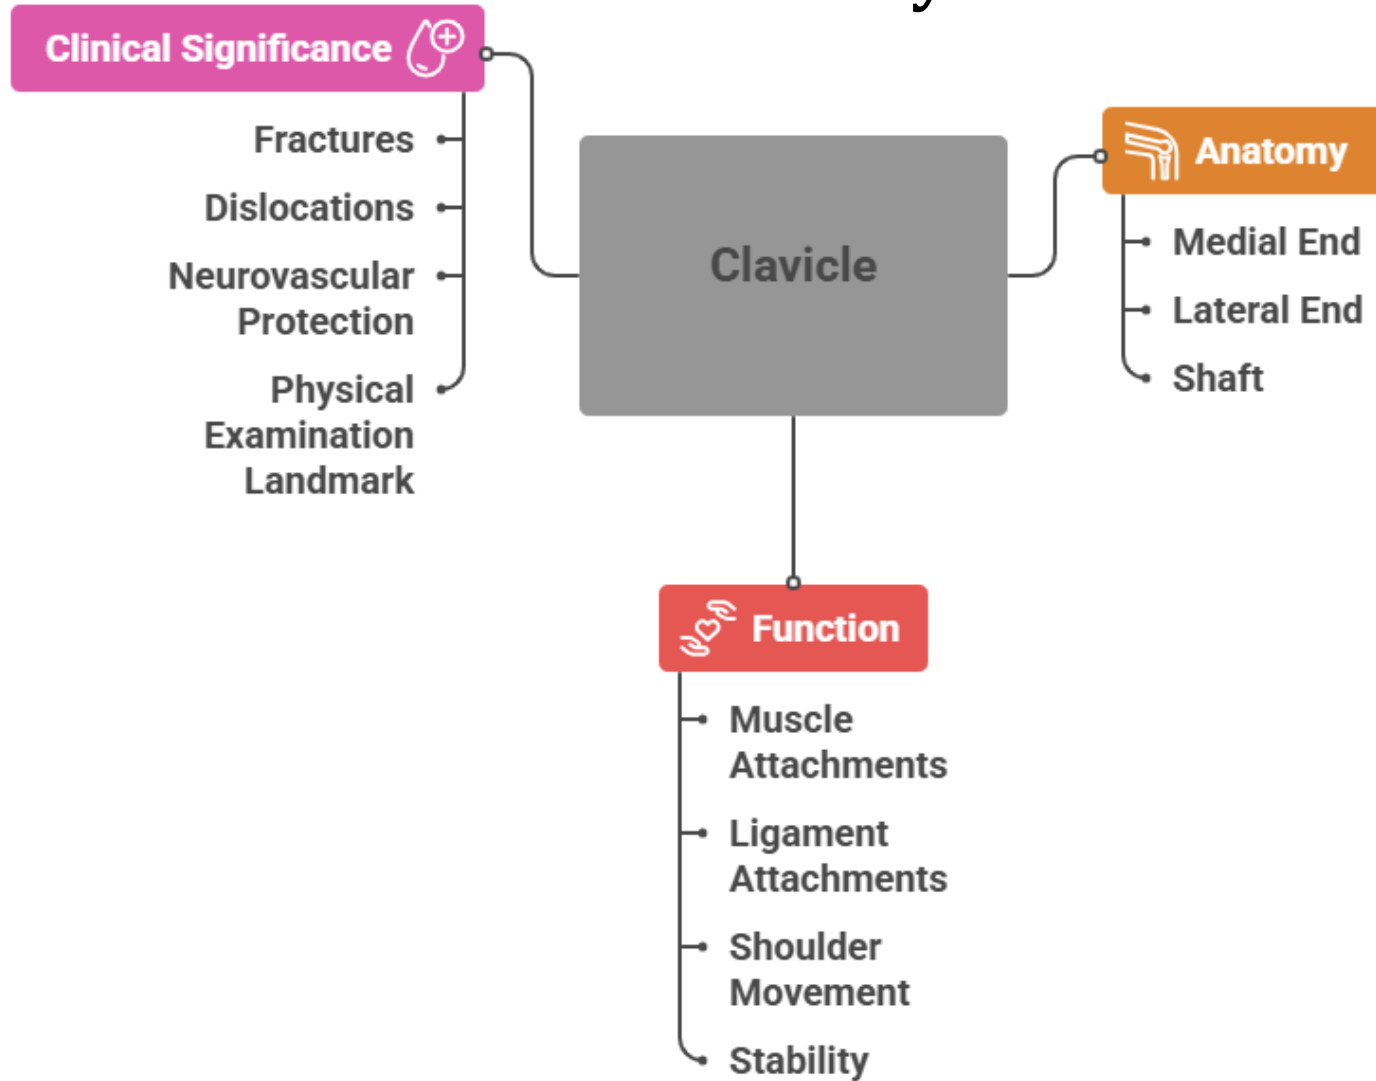 Clinical Significance
Fractures
Dislocations
Neurovascular
Protection
Physical
Examination
Landmark
Clavicle
Anatomy
Medial End
Lateral End
Shaft
Function
Muscle
Attachments
Ligament
Attachments
Shoulder
Movement
Stability